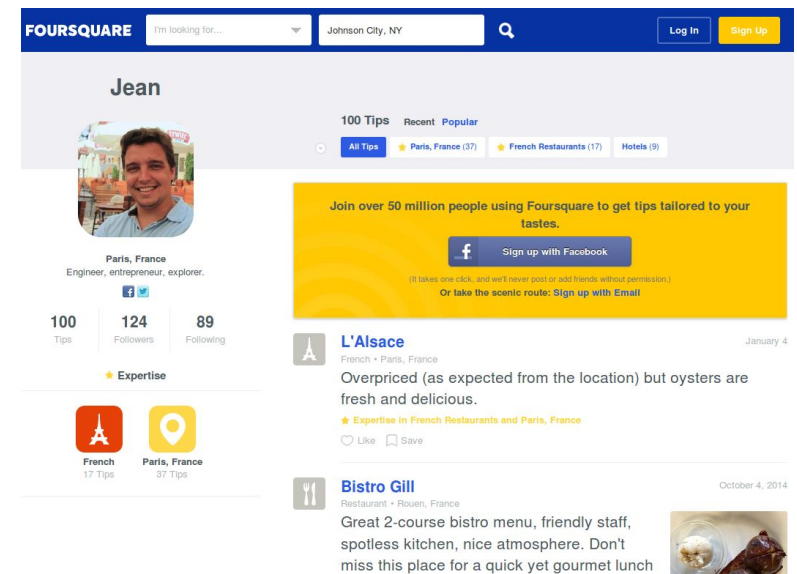 FOURSQUARE
I'm looking for...
Johnson City, NY
Log In
Sign Up
Jean
Paris, France
Engineer, entrepreneur, explorer.
100
Tips
124
Followers
89
Following
Expertise
French
17 Tips
Paris, France
37 Tips
100 Tips Recent Popular
All Tips
Paris, France (37)
French Restaurants (17)
Hotels (9)
Join over 50 million people using Foursquare to get tips tailored to your
tastes.
f Sign up with Facebook
(It takes one click, and we'll never post or add friends without permission.)
Or take the scenic route: Sign up with Email
L'Alsace
January 4
French • Paris, France
Overpriced (as expected from the location) but oysters are
fresh and delicious.
Expertise in French Restaurants and Paris, France
Like Save
Bistro Gill
October 4, 2014
Restaurant • Rouen, France
Great 2-course bistro menu, friendly staff,
spotless kitchen, nice atmosphere. Don't
miss this place for a quick yet gourmet lunch